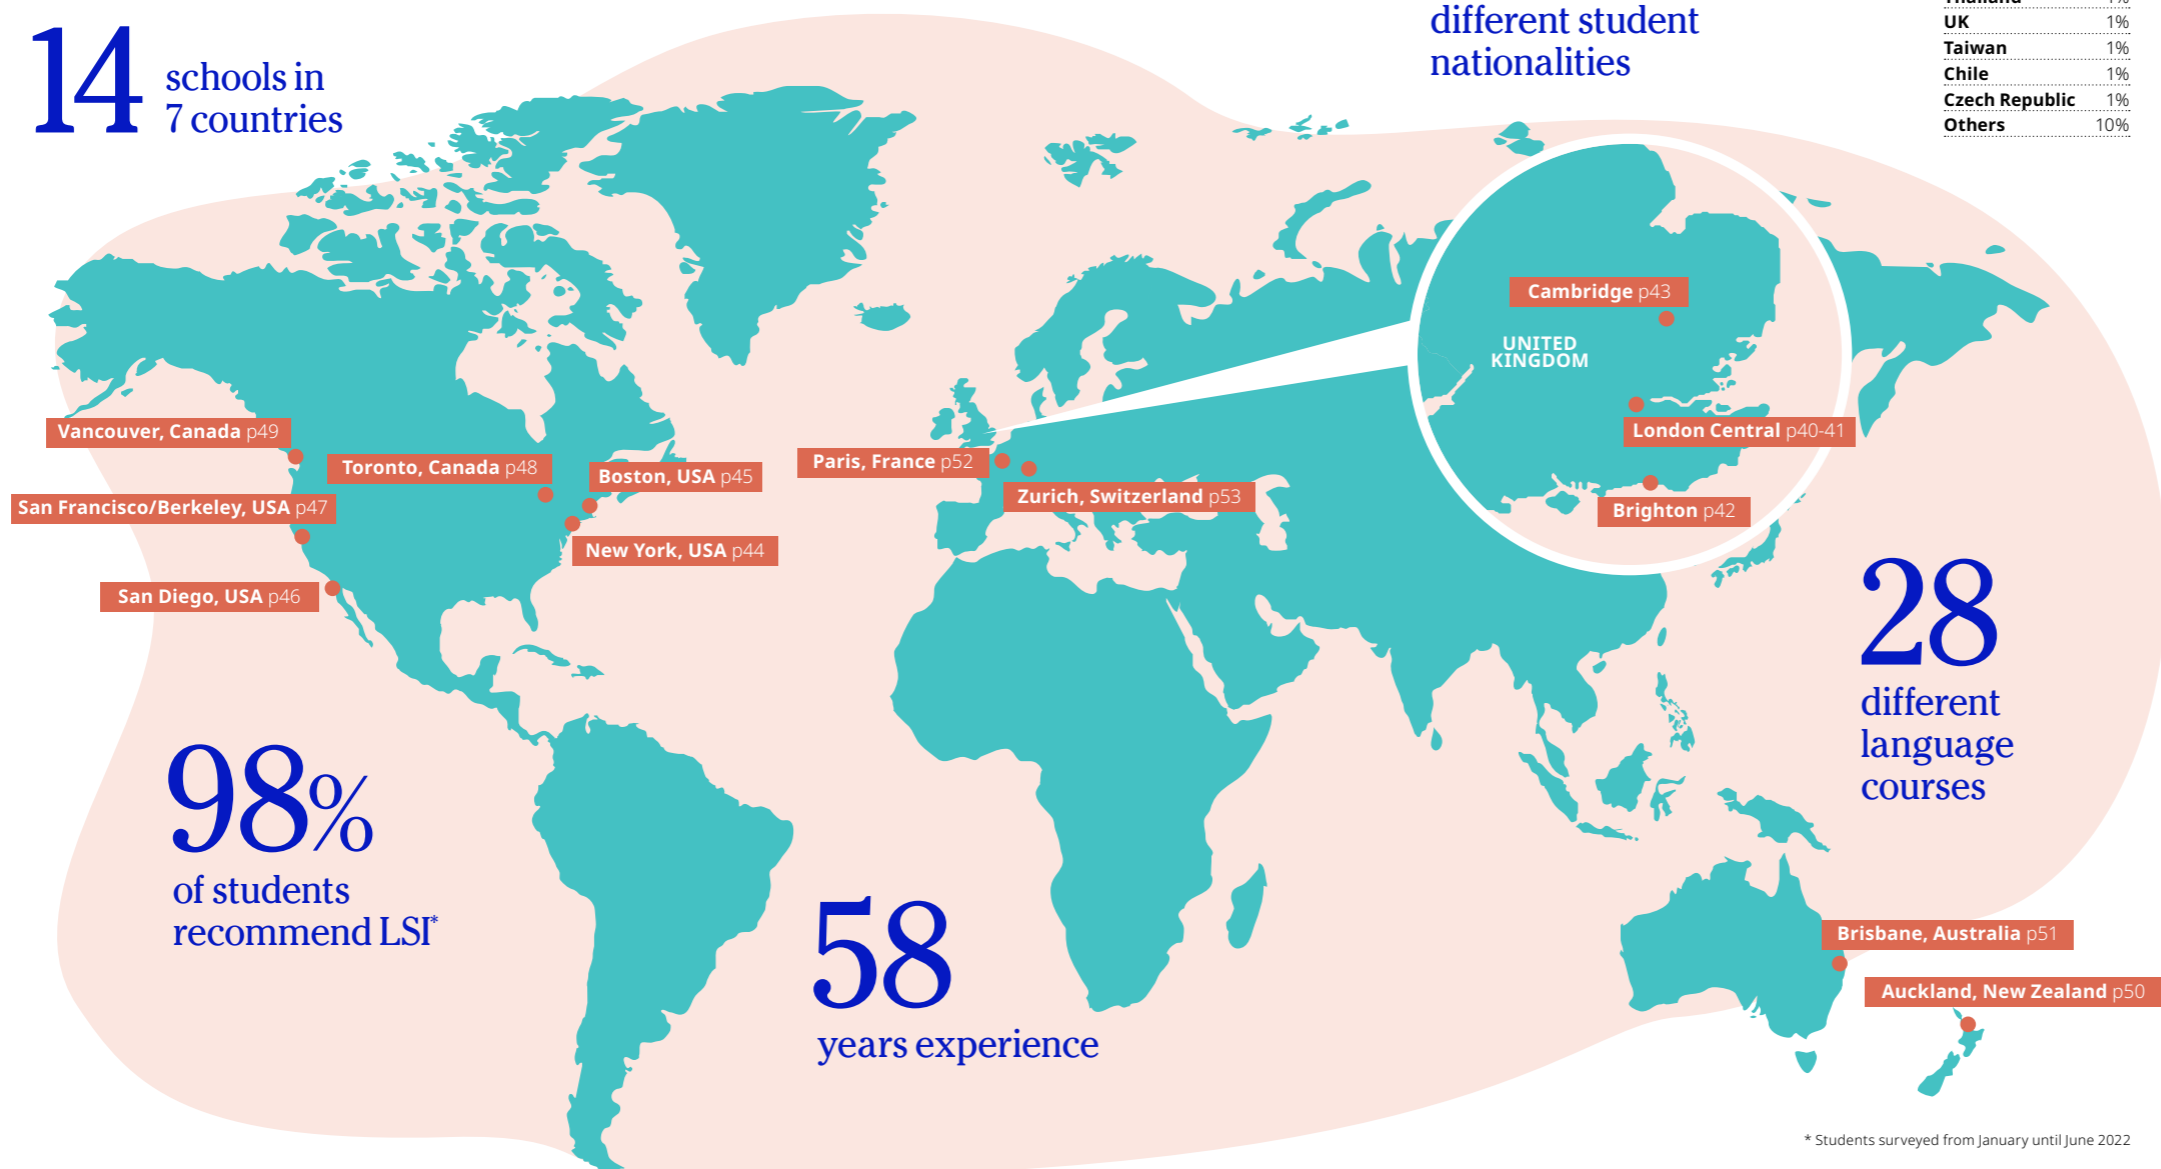 14
schools in
7 countries
different student
nationalities
Thailand 1%
UK 1%
Taiwan 1%
Chile 1%
Czech Republic 1%
Others 10%
Cambridge p43
UNITED
KINGDOM
London Central p40-41
Brighton p42
Vancouver, Canada p49
Toronto, Canada p48
Boston, USA p45
San Francisco/Berkeley, USA p47
New York, USA p44
San Diego, USA p46
Paris, France p52
Zurich, Switzerland p53
28
different
language
courses
98%
of students
recommend LSI*
58
years experience
Brisbane, Australia p51
Auckland, New Zealand p50
* Students surveyed from January until June 2022